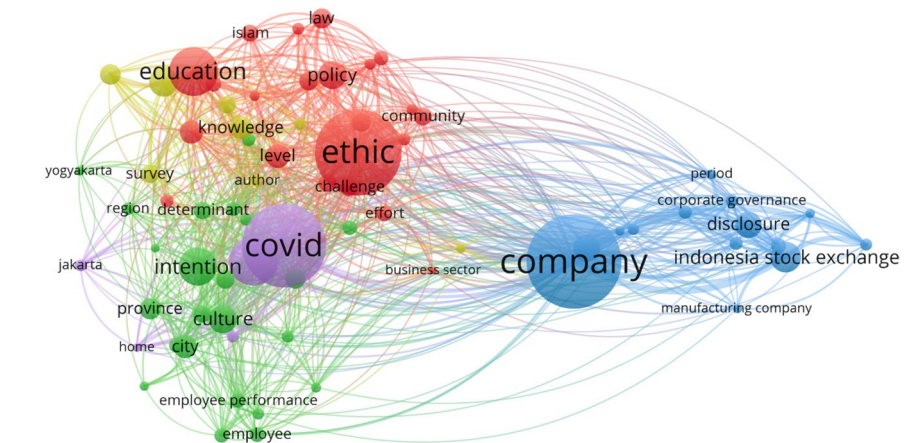 law
islam
education
policy
community
knowledge
ethic
level
yogyakarta
survey
author
challenge
period
region
determinant
effort
corporate governance
disclosure
covid
jakarta
intention
business sector
company
indonesia stock exchange
province
culture
manufacturing company
home
city
employee performance
employee